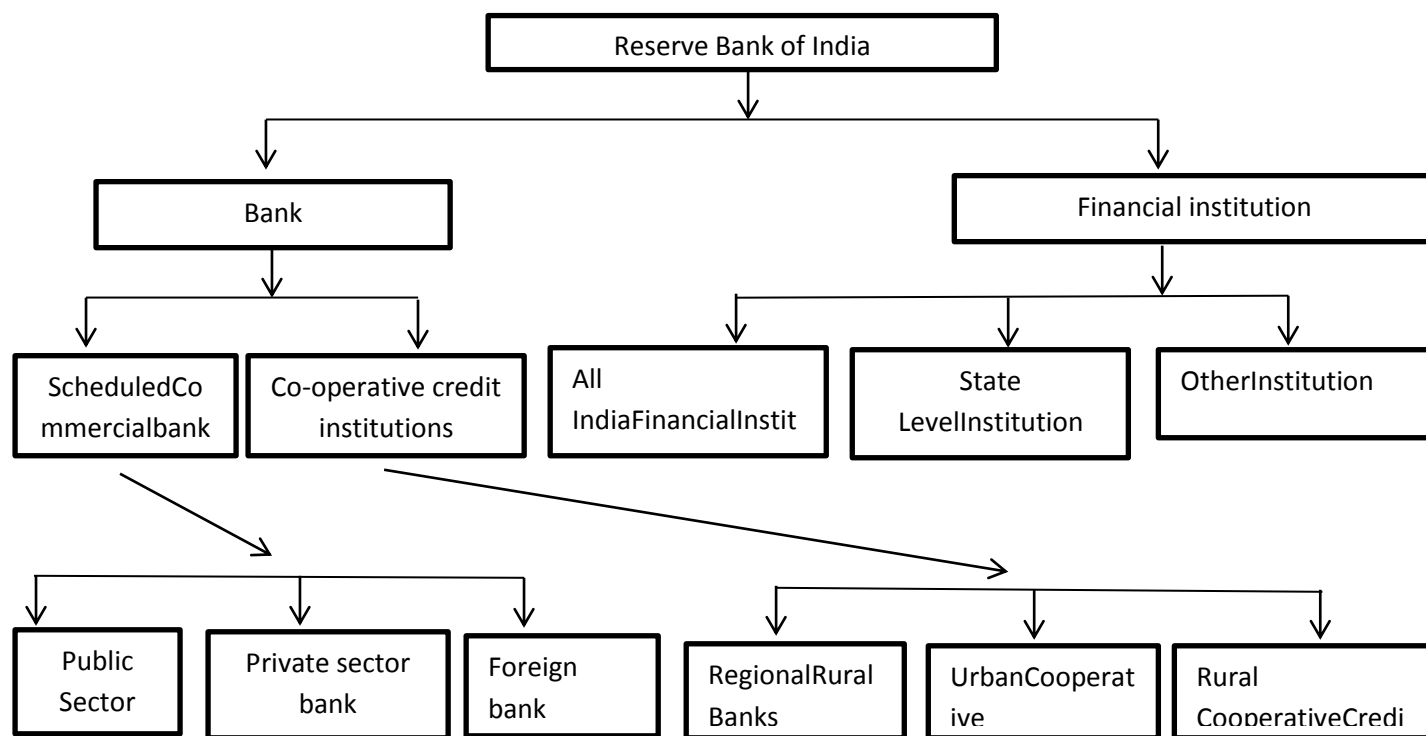 Reserve Bank of India
Bank
Financial institution
ScheduledCo
mmercialbank
Co-operative credit
institutions
All
IndiaFinancialInstit
State
LevelInstitution
OtherInstitution
Public
Sector
Private sector
bank
Foreign
bank
RegionalRural
Banks
UrbanCooperat
ive
Rural
CooperativeCredi